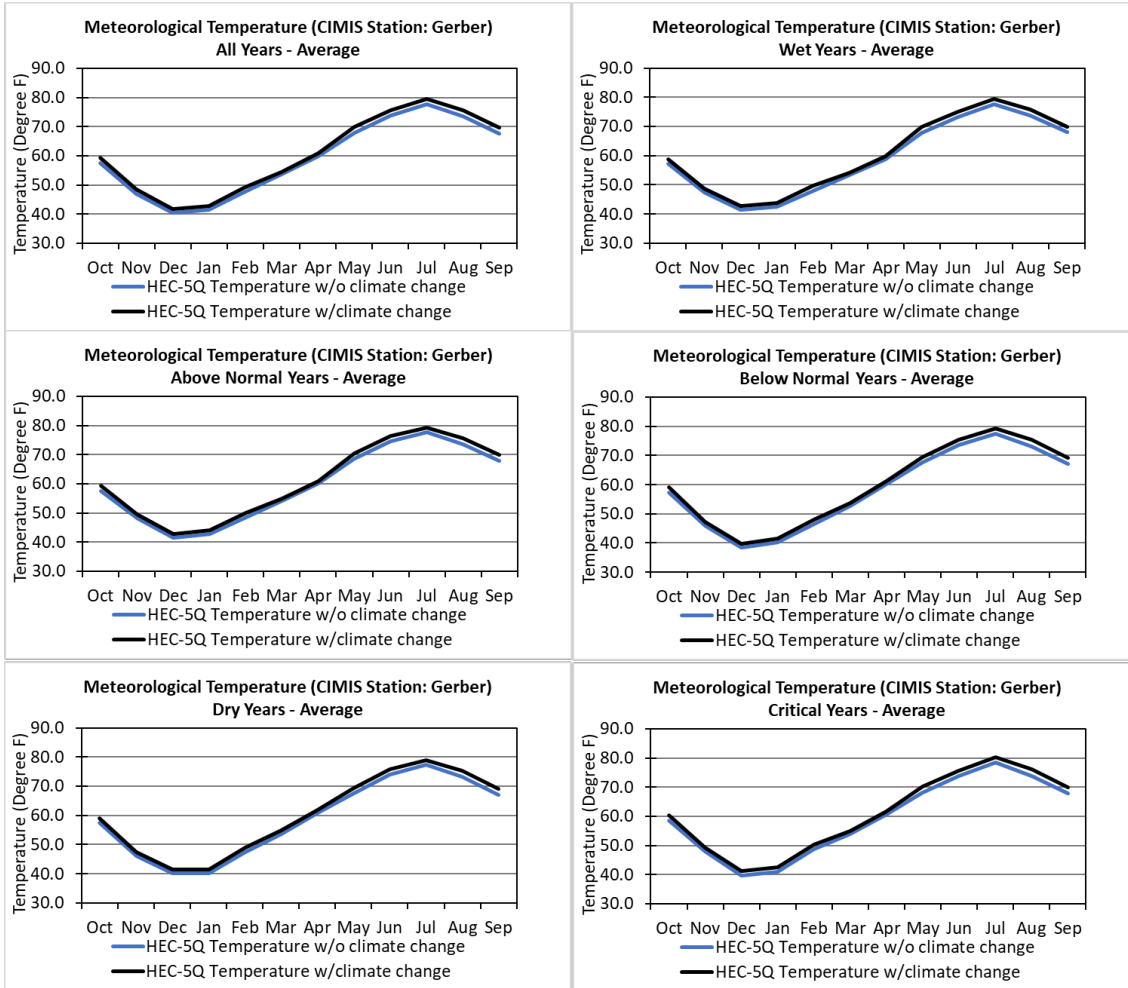 Meteorological Temperature (CIMIS Station: Gerber)
All Years - Average
Temperature (Degree F)
90.0
80.0
70.0
60.0
50.0
40.0
30.0
Oct Nov Dec Jan Feb Mar Apr May Jun Jul Aug Sep
HEC-5Q Temperature w/o climate change
HEC-5Q Temperature w/climate change
Meteorological Temperature (CIMIS Station: Gerber)
Wet Years - Average
Temperature (Degree F)
90.0
80.0
70.0
60.0
50.0
40.0
30.0
Oct Nov Dec Jan Feb Mar Apr May Jun Jul Aug Sep
HEC-5Q Temperature w/o climate change
HEC-5Q Temperature w/climate change
Meteorological Temperature (CIMIS Station: Gerber)
Above Normal Years - Average
Temperature (Degree F)
90.0
80.0
70.0
60.0
50.0
40.0
30.0
Oct Nov Dec Jan Feb Mar Apr May Jun Jul Aug Sep
HEC-5Q Temperature w/o climate change
HEC-5Q Temperature w/climate change
Meteorological Temperature (CIMIS Station: Gerber)
Below Normal Years - Average
Temperature (Degree F)
90.0
80.0
70.0
60.0
50.0
40.0
30.0
Oct Nov Dec Jan Feb Mar Apr May Jun Jul Aug Sep
HEC-5Q Temperature w/o climate change
HEC-5Q Temperature w/climate change
Meteorological Temperature (CIMIS Station: Gerber)
Dry Years - Average
Temperature (Degree F)
90.0
80.0
70.0
60.0
50.0
40.0
30.0
Oct Nov Dec Jan Feb Mar Apr May Jun Jul Aug Sep
HEC-5Q Temperature w/o climate change
HEC-5Q Temperature w/climate change
Meteorological Temperature (CIMIS Station: Gerber)
Critical Years - Average
Temperature (Degree F)
90.0
80.0
70.0
60.0
50.0
40.0
30.0
Oct Nov Dec Jan Feb Mar Apr May Jun Jul Aug Sep
HEC-5Q Temperature w/o climate change
HEC-5Q Temperature w/climate change